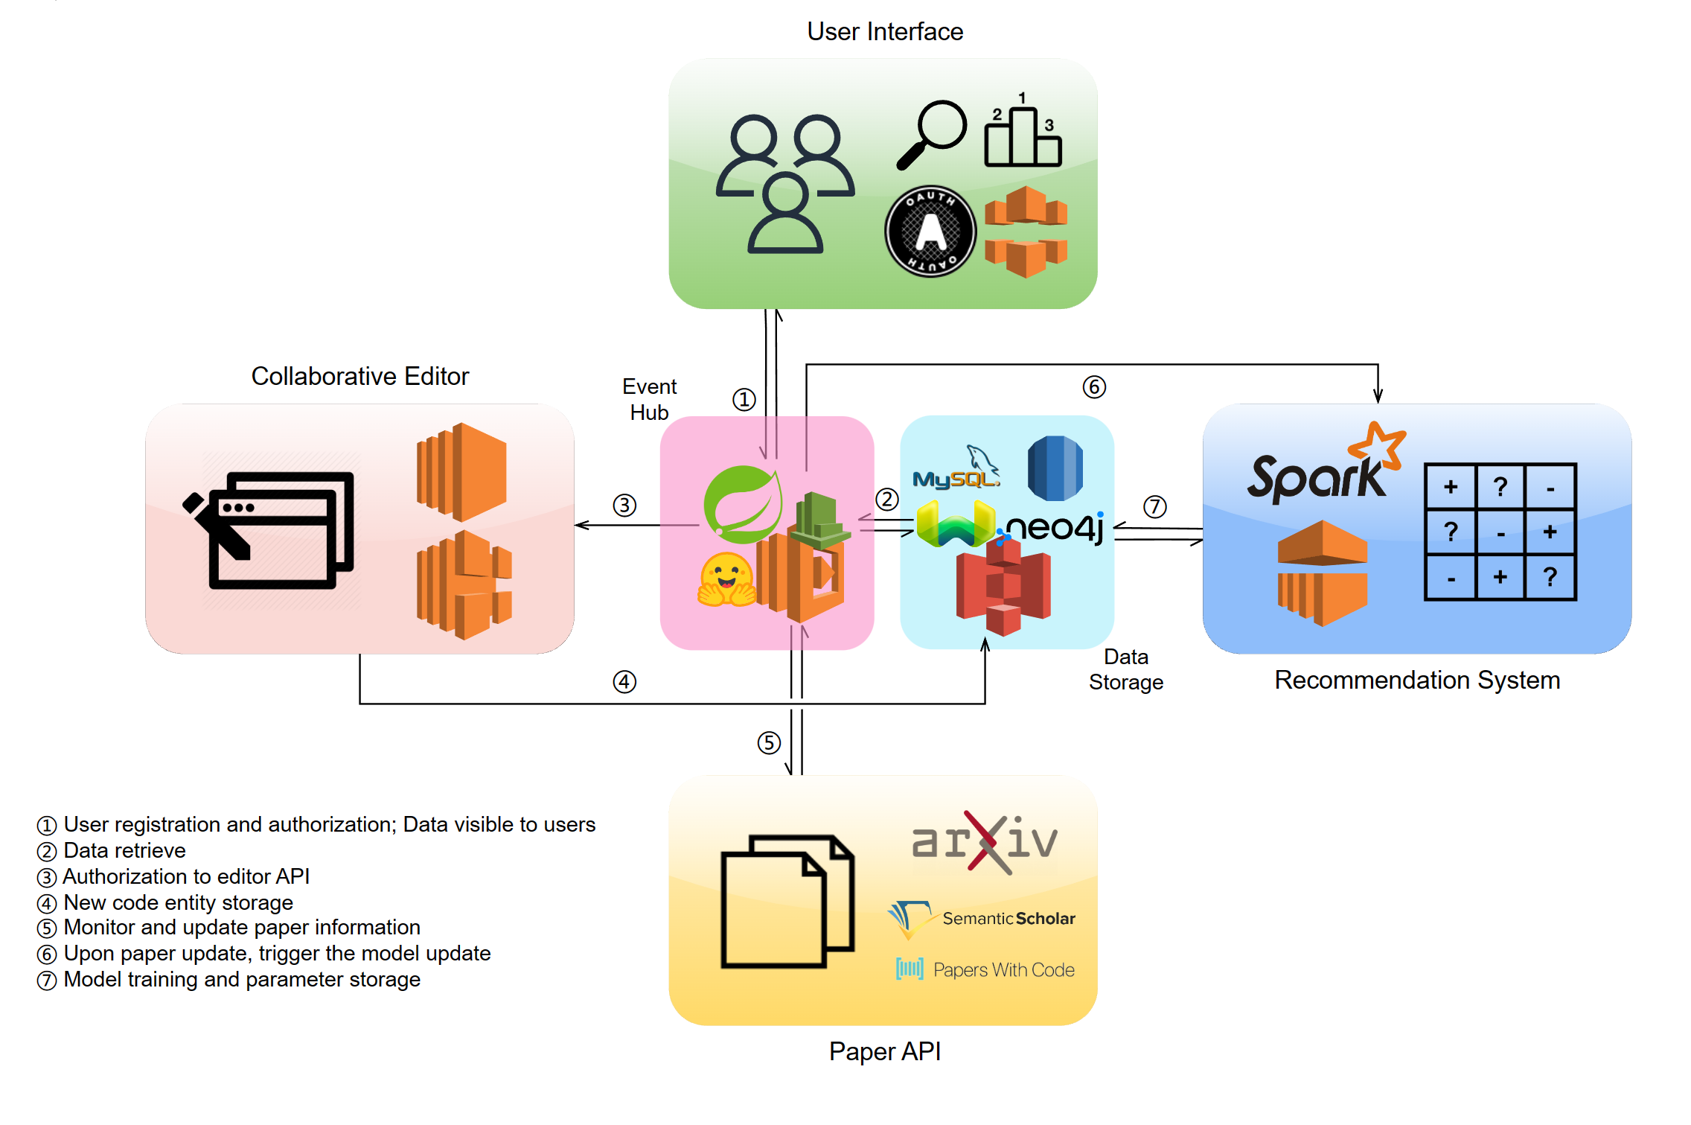 User Interface
1
2
3
OAUTH
A
OAUTH
Collaborative Editor
Event
Hub
①
⑥
③
②
MySQL
neo4j
W
⑦
Spark
+ ? -
? - +
- + ?
Data
Storage
Recommendation System
④
⑤
arXiv
Semantic Scholar
Papers With Code
Paper API
① User registration and authorization; Data visible to users
② Data retrieve
③ Authorization to editor API
④ New code entity storage
⑤ Monitor and update paper information
⑥ Upon paper update, trigger the model update
⑦ Model training and parameter storage